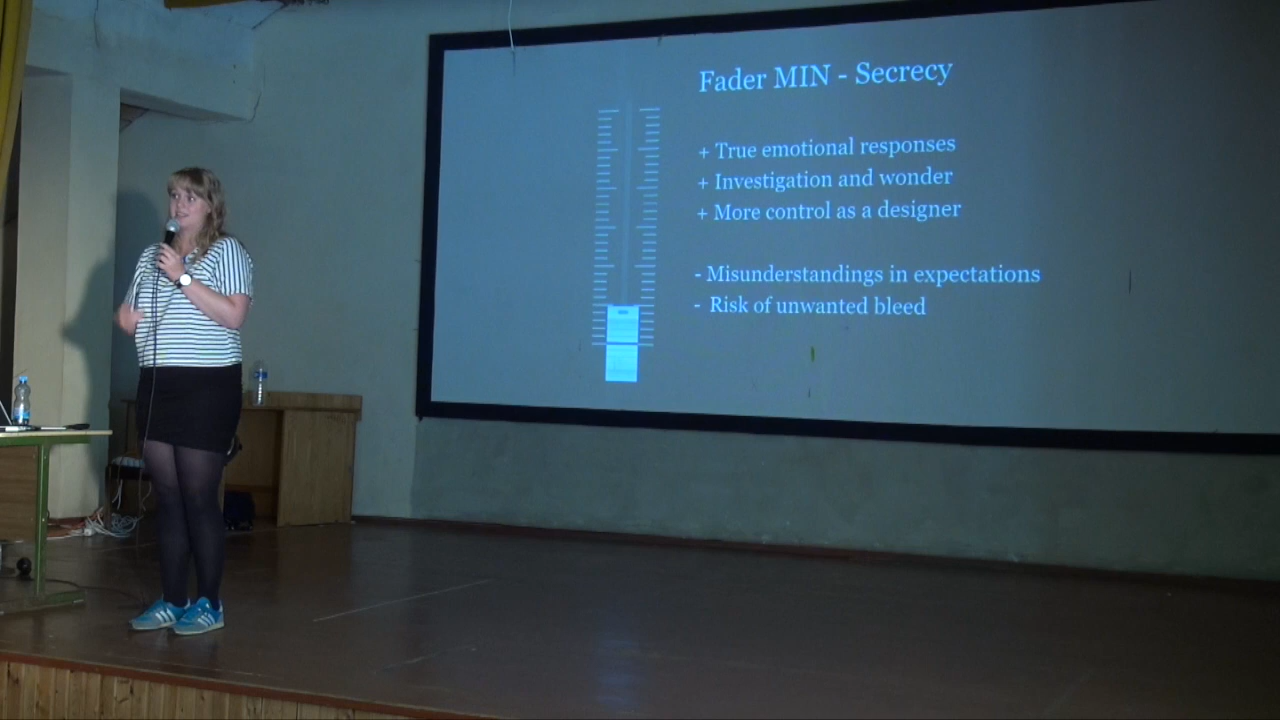 Fader MIN - Secrecy
+ True emotional responses
+ Investigation and wonder
+ More control as a designer
- Misunderstandings in expectations
- Risk of unwanted bleed